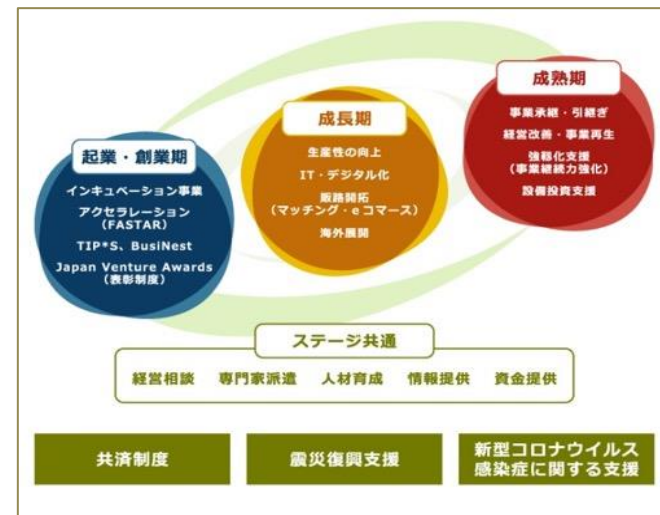 起業・創業期
インキュベーション事業
アクセラレーション
（FASTAR）
TIP*S、BusiNest
Japan Venture Awards
（表彰制度）
成長期
生産性の向上
IT・デジタル化
販路開拓
（マッチング・eコマース）
海外展開
成熟期
事業承継・引継ぎ
経営改善・事業再生
強靱化支援
（事業継続力強化）
設備投資支援
ステージ共通
経営相談 専門家派遣 人材育成 情報提供 資金提供
共済制度
震災復興支援
新型コロナウイルス
感染症に関する支援